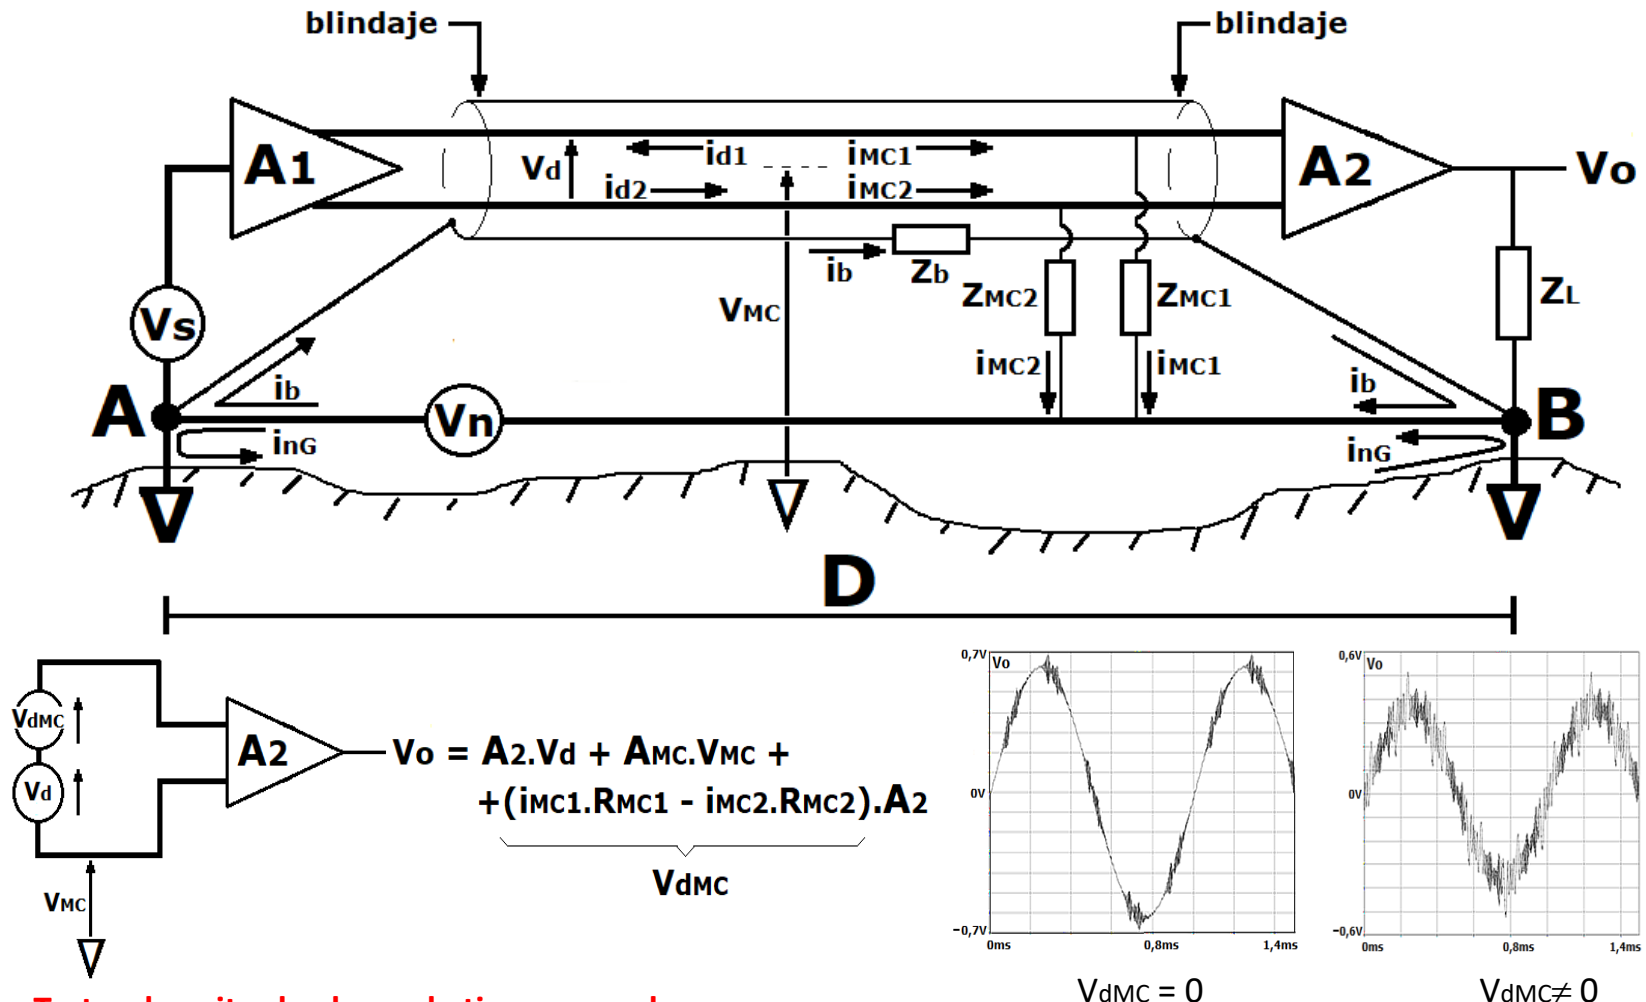 blindaje
blindaje
A1
Vd
id1
id2
iMC1
iMC2
A2
Vo
ib
Zb
ZMC2
ZMC1
ZL
VMC
Vs
iMC2
iMC1
A
ib
Vn
ib
B
inG
inG
D
VdMC
Vd
VMC
A2
Vo = A2.Vd + AMC.VMC +
+(iMC1.RMC1 - iMC2.RMC2).A2
VdMC
0,7V
Vo
0V
−0,7V
0ms
0,8ms
1,4ms
VdMC = 0
0,6V
Vo
0V
−0,6V
0ms
0,8ms
1,4ms
VdMC ≠ 0